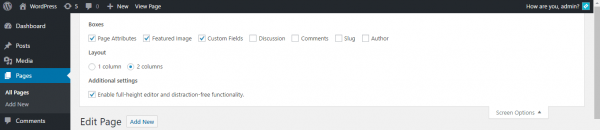 WordPress 5 0 New View Page How are you, admin?
Dashboard
Posts
Media
Pages
All Pages
Add New
Comments
Boxes
Page Attributes Featured Image Custom Fields Discussion Comments Slug Author
Layout
1 column 2 columns
Additional settings
Enable full-height editor and distraction-free functionality.
Screen Options
Edit Page Add New